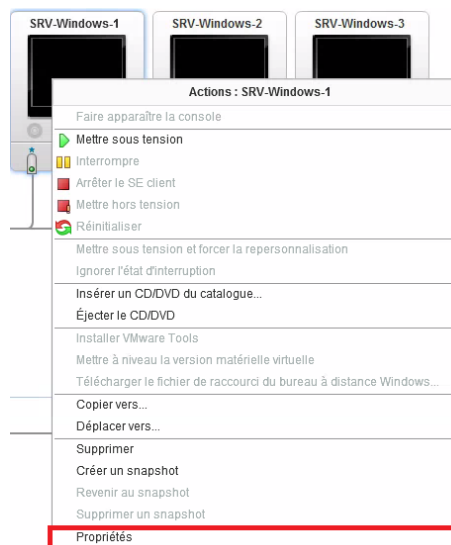 SRV-Windows-1 SRV-Windows-2 SRV-Windows-3
Actions : SRV-Windows-1
Faire apparaître la console
Mettre sous tension
Interrompre
Arrêter le SE client
Mettre hors tension
Réinitialiser
Mettre sous tension et forcer la repersonnalisation
Ignorer l'état d'interruption
Insérer un CD/DVD du catalogue...
Éjecter le CD/DVD
Installer VMware Tools
Mettre à niveau la version matérielle virtuelle
Télécharger le fichier de raccourci du bureau à distance Windows...
Copier vers...
Déplacer vers...
Supprimer
Créer un snapshot
Revenir au snapshot
Supprimer un snapshot
Propriétés